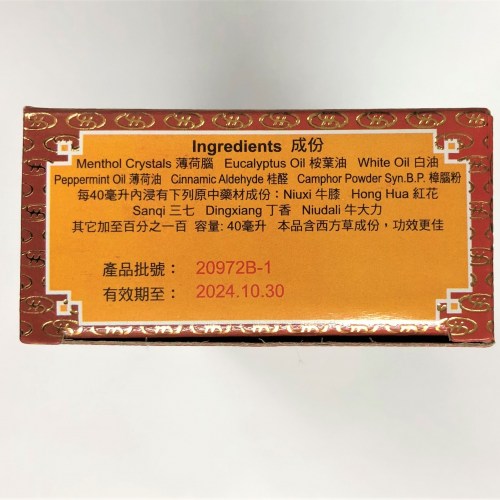 Ingredients 成份
Menthol Crystals 薄荷腦 Eucalyptus Oil 桉葉油 White Oil 白油
Peppermint Oil 薄荷油 Cinnamic Aldehyde 桂醛 Camphor Powder Syn.B.P. 樟腦粉
每40毫升內浸有下列原中藥材成份：Niuxi 牛膝 Hong Hua 紅花
Sanqi 三七 Dingxiang 丁香 Niudali 牛大力
其它加至百分之一百 容量: 40毫升 本品含西方草成份，功效更佳
產品批號： 20972B-1
有效期至： 2024.10.30